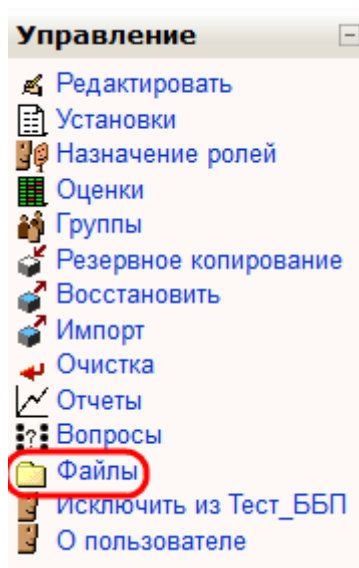 Управление
Редактировать
Установки
Назначение ролей
Оценки
Группы
Резервное копирование
Восстановить
Импорт
Очистка
Отчеты
Вопросы
Файлы
Исключить из Тест_ББП
О пользователе